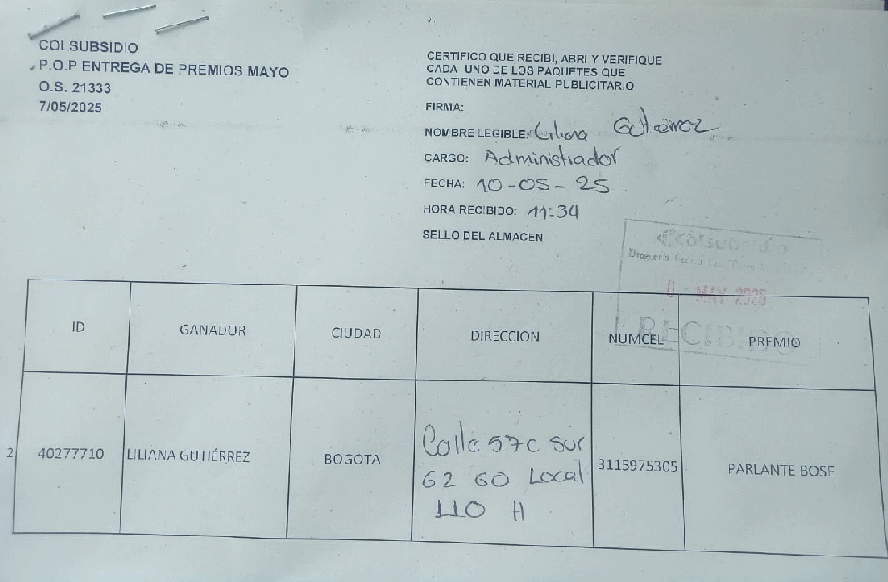 COLSUBSIDIO
P.O.P ENTREGA DE PREMIOS MAYO
O.S. 21333
7/05/2025
CERTIFICO QUE RECIBI, ABRI Y VERIFIQUE
CADA UNO DE LOS PAQUETES QUE
CONTIENEN MATERIAL PUBLICITARIO
FIRMA:
NOMBRE LEGIBLE: Liliana Gutierrez
CARGO: Administrador
FECHA: 10-05-25
HORA RECIBIDO: 11:34
SELLO DEL ALMACEN
colsubsidio
MAY 2025
RECIBIDO
ID GANADOR CIUDAD DIRECCION NUMCEL PREMIO
2 40277710 LILIANA GUTIÉRREZ BOGOTA Calle 57c Sur 62 60 Local 110 H 3115975305 PARLANTE BOSE